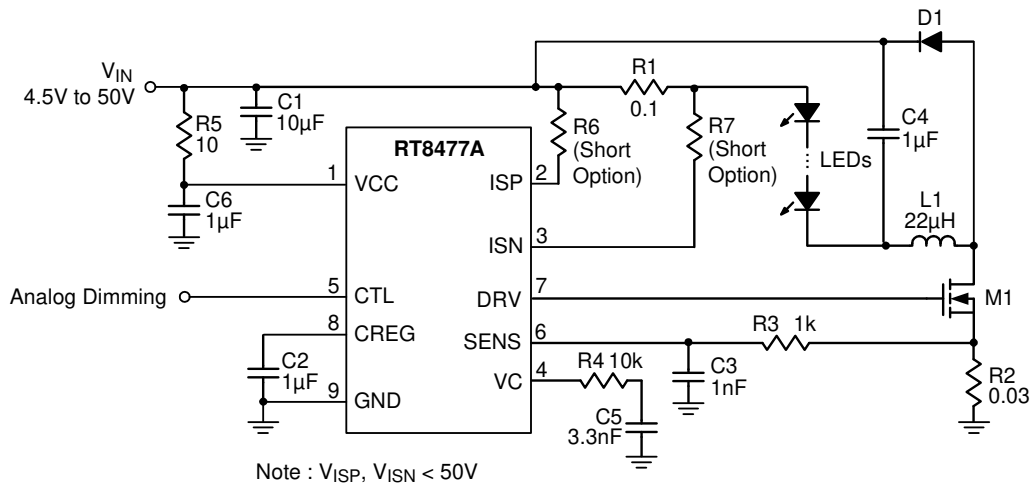 D1
VIN
4.5V to 50V
R1
0.1
C1
10µF
R5
10
R6
(Short
Option)
R7
(Short
Option)
C4
1µF
RT8477A
LEDs
1
VCC
ISP
2
C6
1µF
L1
22µH
ISN
3
Analog Dimming
5
CTL
DRV
7
M1
8
CREG
SENS
6
R3 1k
C2
1µF
VC
4
R4 10k
C3
1nF
R2
0.03
9
GND
C5
3.3nF
Note : VISP, VISN < 50V